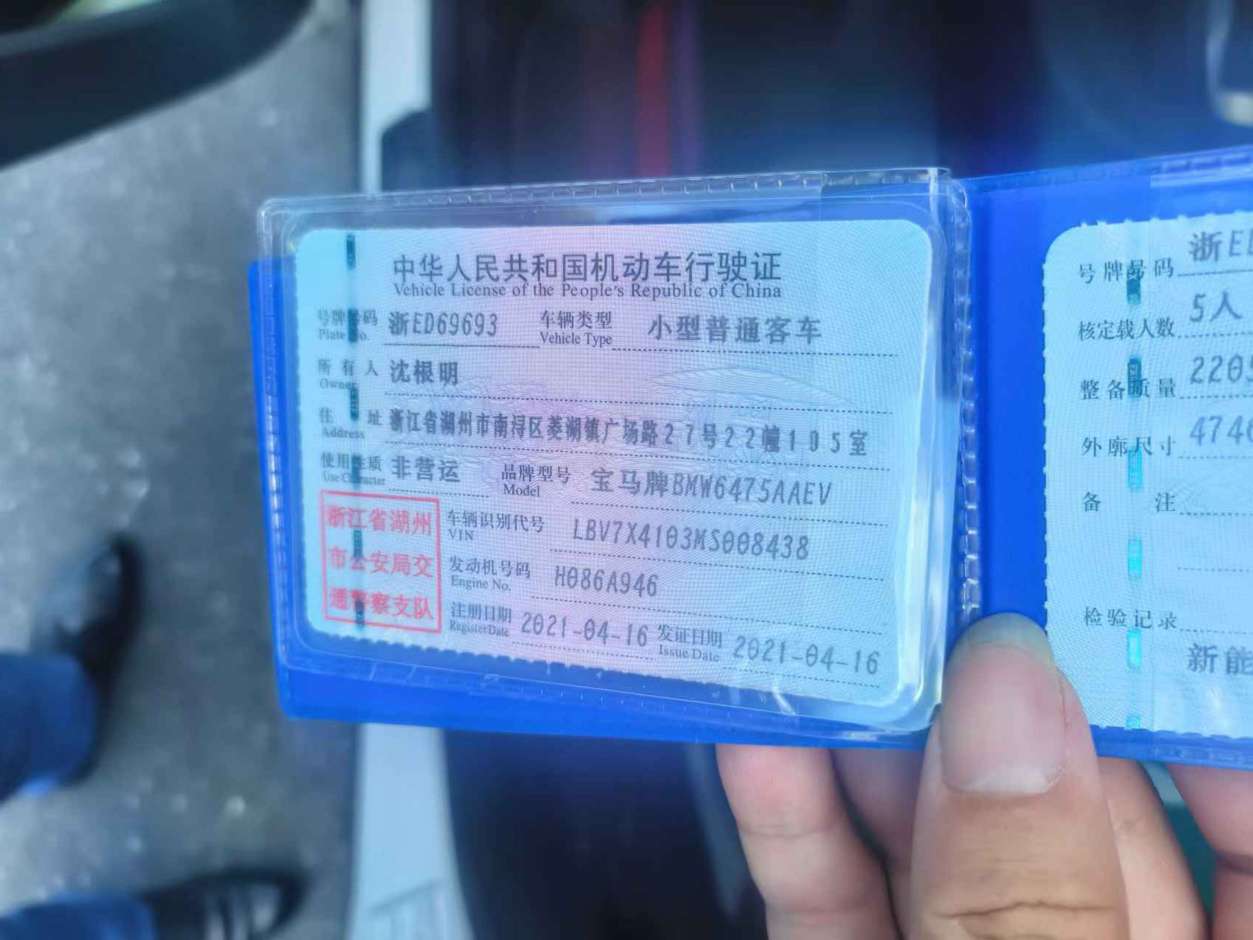 中华人民共和国机动车行驶证
Vehicle License of the People's Republic of China
号牌号码 浙ED69693 车辆类型 小型普通客车
Plate No. Vehicle Type
所有人 沈根明
Owner
住址 浙江省湖州市南浔区菱湖镇广场路27号22幢105室
Address
使用性质 非营运 品牌型号 宝马牌BMW6475AAEV
Use Character Model
浙江省湖州
市公安局交
通警察支队
车辆识别代号 LBV7X4103MS008438
VIN
发动机号码 H086A946
Engine No.
注册日期 2021-04-16 发证日期 2021-04-16
Register Date Issue Date
号牌号码 浙E
核定载人数 5人
整备质量 220
外廓尺寸 474
备注
检验记录
新能